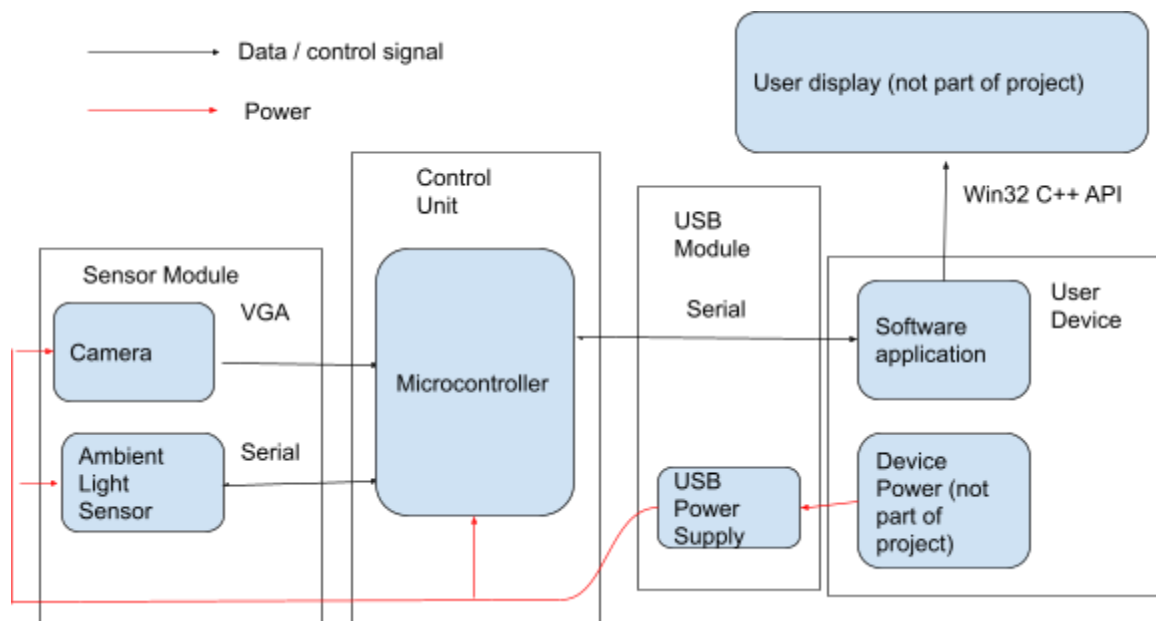 Data / control signal
Power
User display (not part of project)
Win32 C++ API
Control
Unit
Microcontroller
Sensor Module
VGA
Camera
Serial
Ambient
Light
Sensor
USB
Module
Serial
USB
Power
Supply
User
Device
Software
application
Device
Power (not
part of
project)